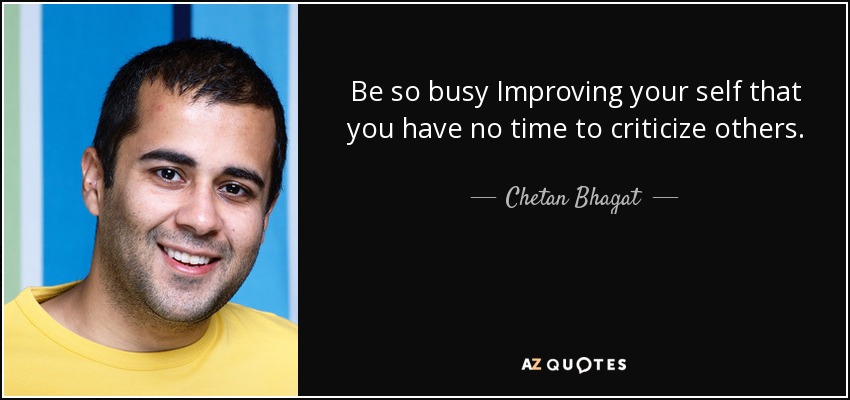 Be so busy Improving your self that
you have no time to criticize others.
Chetan Bhagat
AZ QUOTES